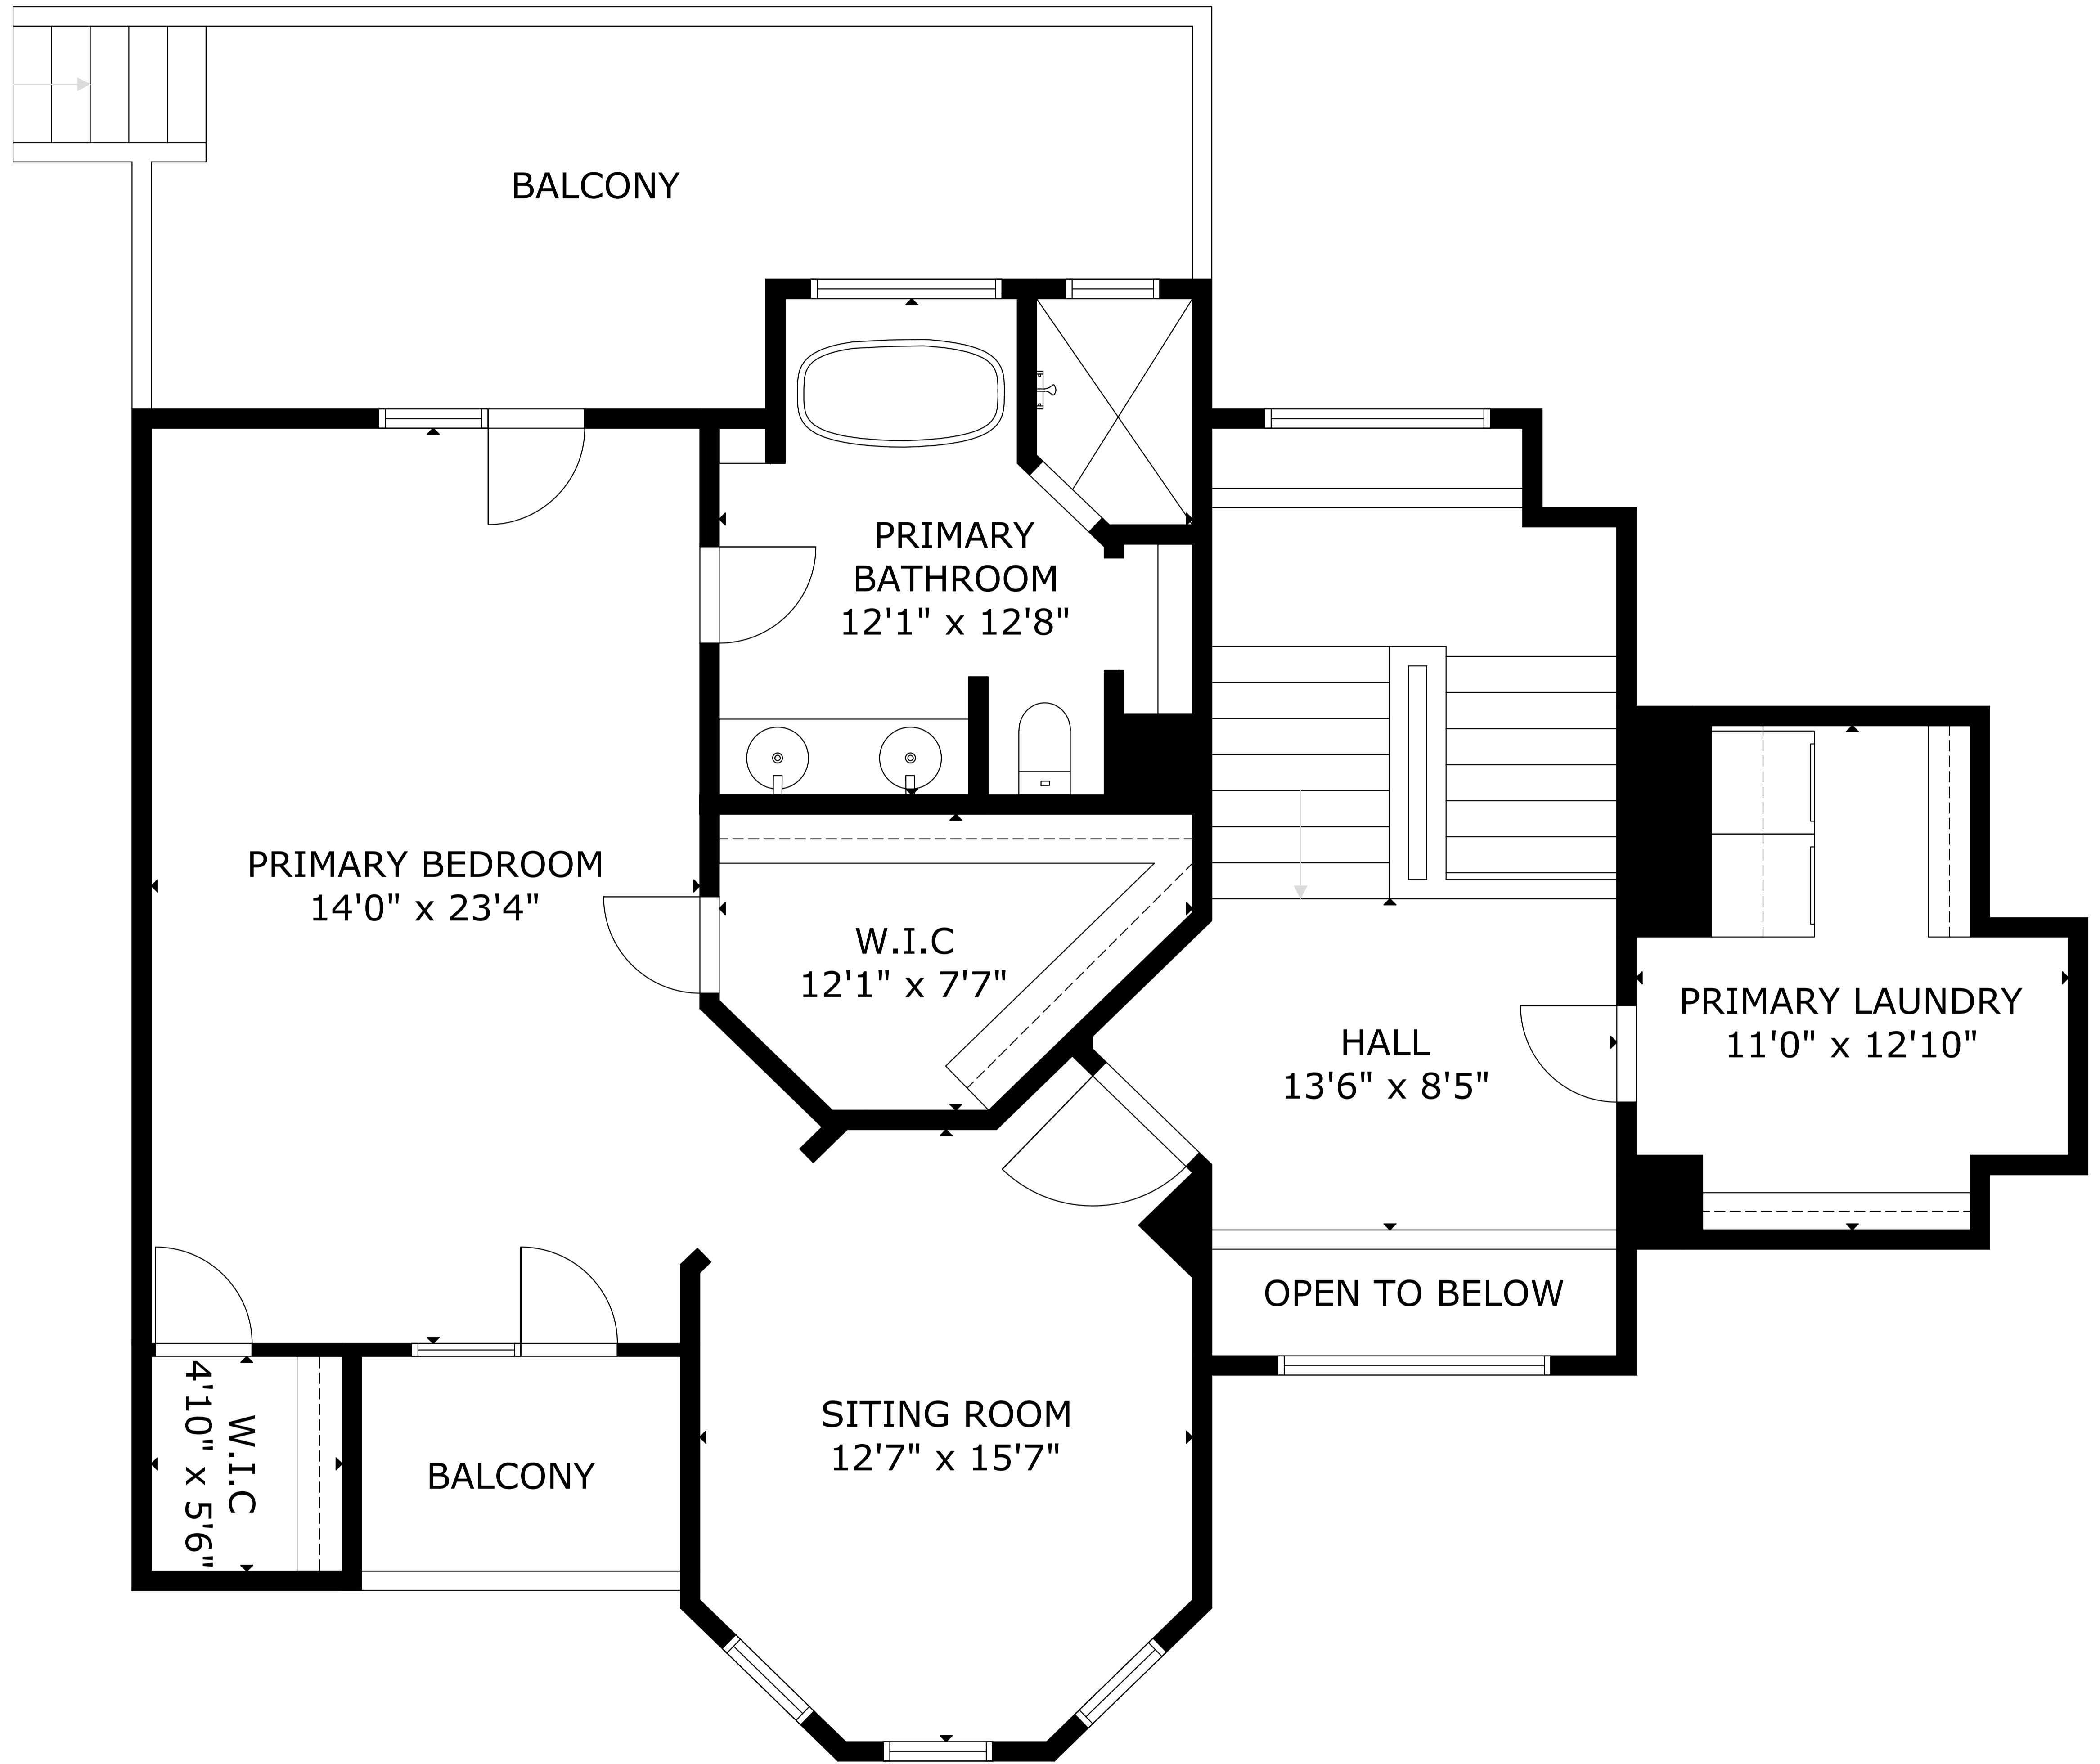 BALCONY
PRIMARY
BATHROOM
12'1" x 12'8"
PRIMARY BEDROOM
14'0" x 23'4"
W.I.C
12'1" x 7'7"
PRIMARY LAUNDRY
11'0" x 12'10"
HALL
13'6" x 8'5"
OPEN TO BELOW
SITING ROOM
12'7" x 15'7"
W.I.C
4'10" x 5'6"
BALCONY